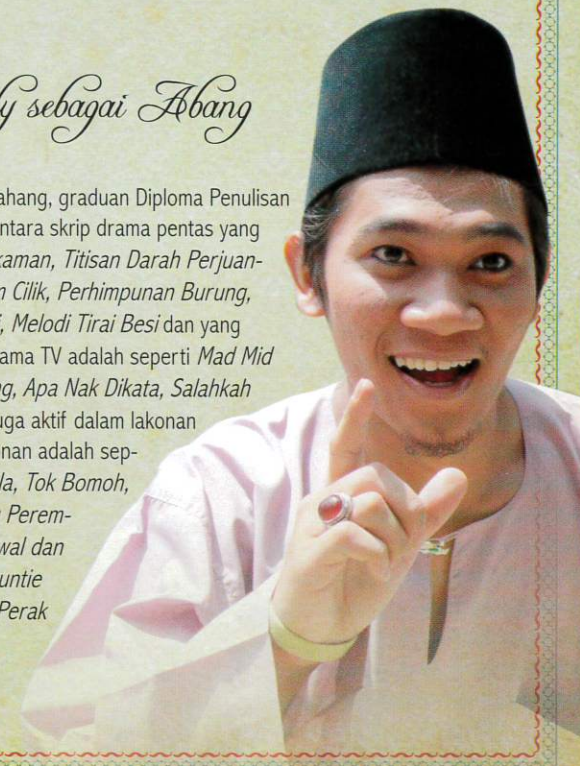 y sebagai Abang
ahang, graduan Diploma Penulisan
ntara skrip drama pentas yang
kaman, Titisan Darah Perjuan-
n Cilik, Perhimpunan Burung,
, Melodi Tirai Besi dan yang
ama TV adalah seperti Mad Mid
ng, Apa Nak Dikata, Salahkah
uga aktif dalam lakonan
onan adalah sep-
la, Tok Bomoh,
Perem-
wal dan
untie
Perak